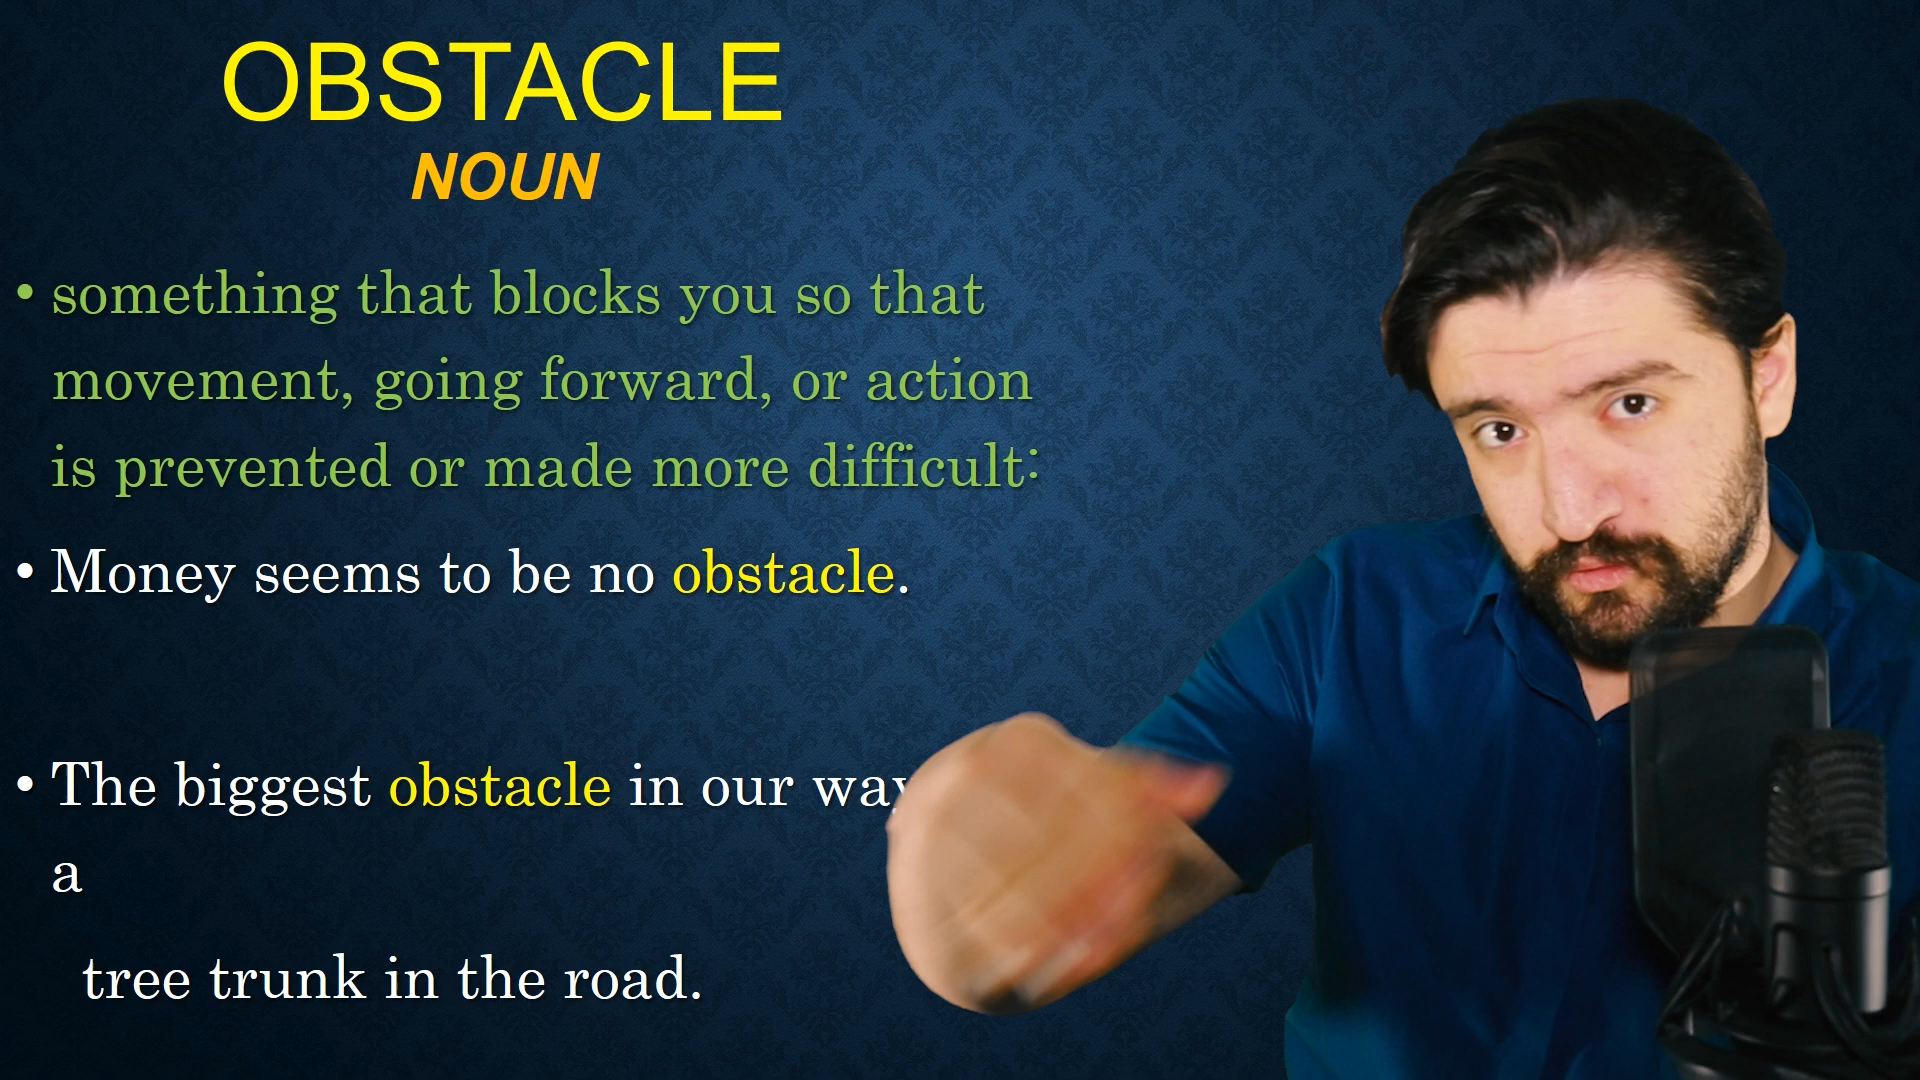 OBSTACLE
NOUN
• something that blocks you so that
movement, going forward, or action
is prevented or made more difficult:
• Money seems to be no obstacle.
• The biggest obstacle in our way
a
tree trunk in the road.